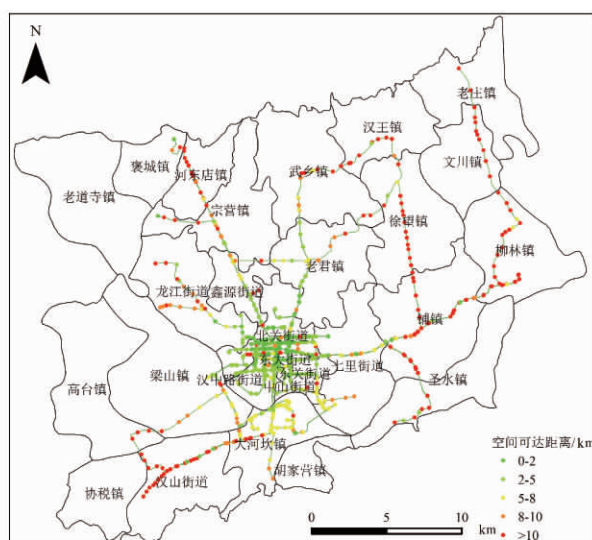 N
老庄镇
汉王镇
文川镇
褒城镇
河东店镇
武乡镇
老道寺镇
宗营镇
徐望镇
柳林镇
老君镇
龙江街道
鑫源街道
铺镇
北关街道
东大街道
七里街道
梁山镇
汉中路街道
东关街道
中山街道
圣水镇
高台镇
大河坎镇
胡家营镇
汉山街道
协税镇
空间可达距离/km
0-2
2-5
5-8
8-10
>10
0 5 10
km